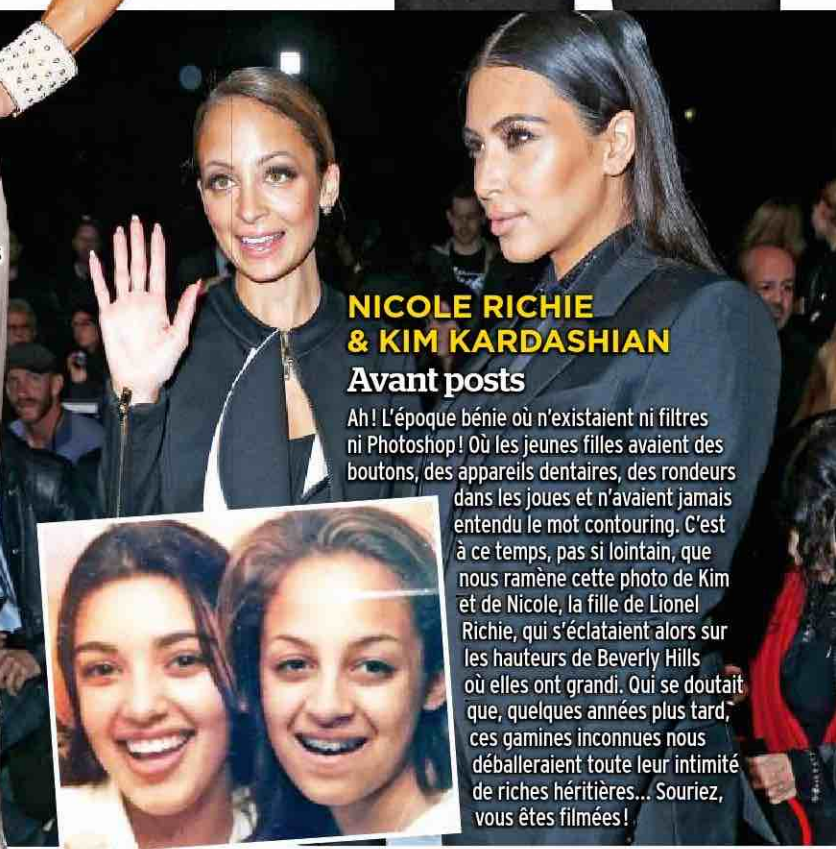 NICOLE RICHIE
& KIM KARDASHIAN
Avant posts
Ah! L'époque bénie où n'existaient ni filtres
ni Photoshop! Où les jeunes filles avaient des
boutons, des appareils dentaires, des rondeurs
dans les joues et n'avaient jamais
entendu le mot contouring. C'est
à ce temps, pas si lointain, que
nous ramène cette photo de Kim
et de Nicole, la fille de Lionel
Richie, qui s'éclataient alors sur
les hauteurs de Beverly Hills
où elles ont grandi. Qui se doutait
que, quelques années plus tard,
ces gamines inconnues nous
déballeraient toute leur intimité
de riches héritières... Souriez,
vous êtes filmées!